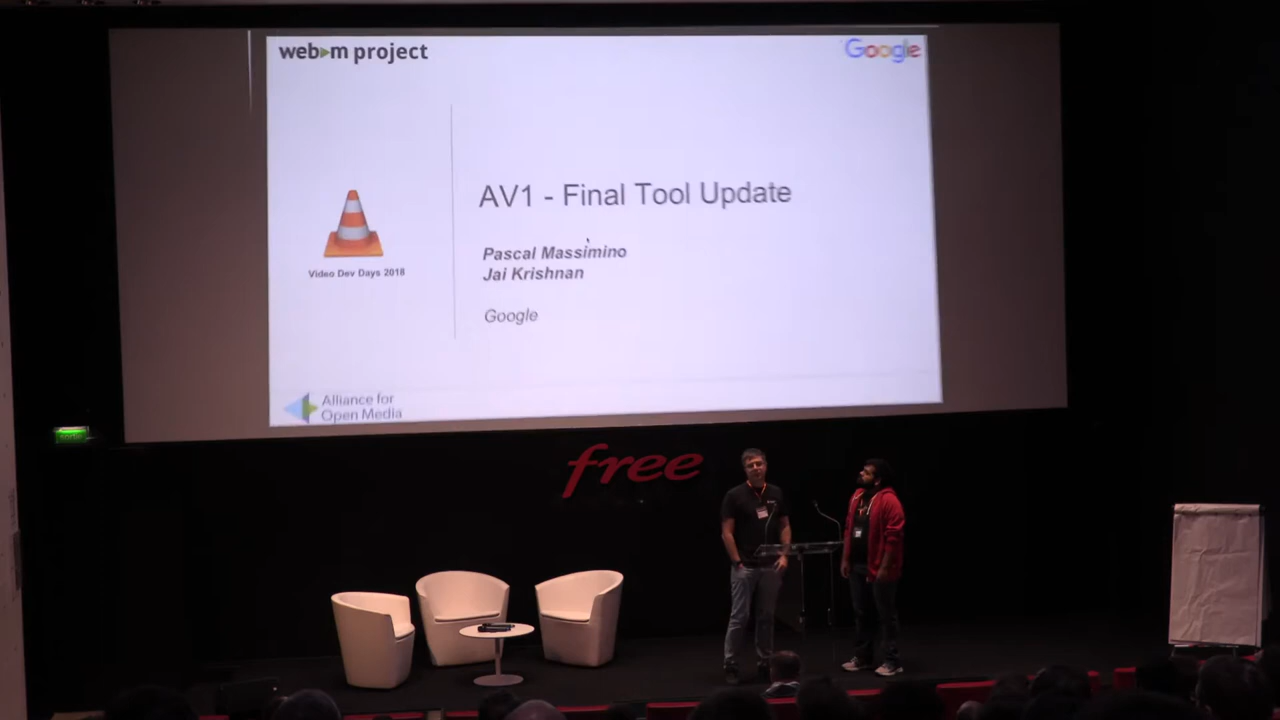 web▶m project
Google
AV1 - Final Tool Update
Pascal Massimino
Jai Krishnan
Video Dev Days 2018
Google
Alliance for
Open Media
free